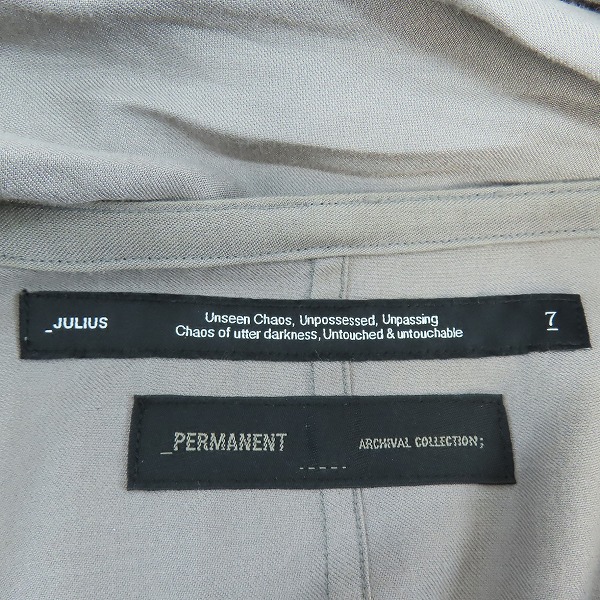 _JULIUS
Unseen Chaos, Unpossessed, Unpassing
Chaos of utter darkness, Untouched & untouchable
7
_PERMANENT
-----
ARCHIVAL COLLECTION;